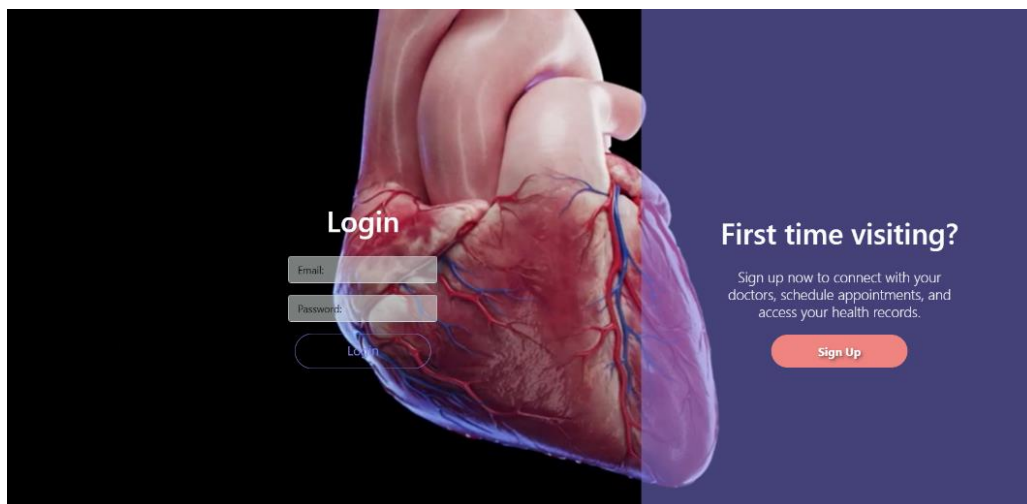 Login
Email:
Password:
Login
First time visiting?
Sign up now to connect with your
doctors, schedule appointments, and
access your health records.
Sign Up